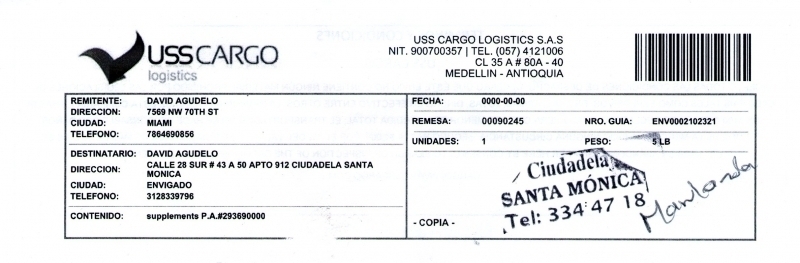 USSCARGO
logistics
USS CARGO LOGISTICS S.A.S
NIT. 900700357 | TEL. (057) 4121006
CL 35 A # 80A - 40
MEDELLIN - ANTIOQUIA
REMITENTE: DAVID AGUDELO
DIRECCION: 7569 NW 70TH ST
CIUDAD: MIAMI
TELEFONO: 7864690856
DESTINATARIO: DAVID AGUDELO
DIRECCION: CALLE 28 SUR # 43 A 50 APTO 912 CIUDADELA SANTA
MONICA
CIUDAD: ENVIGADO
TELEFONO: 3128339796
CONTENIDO: supplements P.A.#293690000
FECHA: 0000-00-00
REMESA: 00090245 NRO. GUIA: ENV0002102321
UNIDADES: 1 PESO: 5 LB
Ciudadela
SANTA MÓNICA
Tel: 334 47 18
- COPIA -